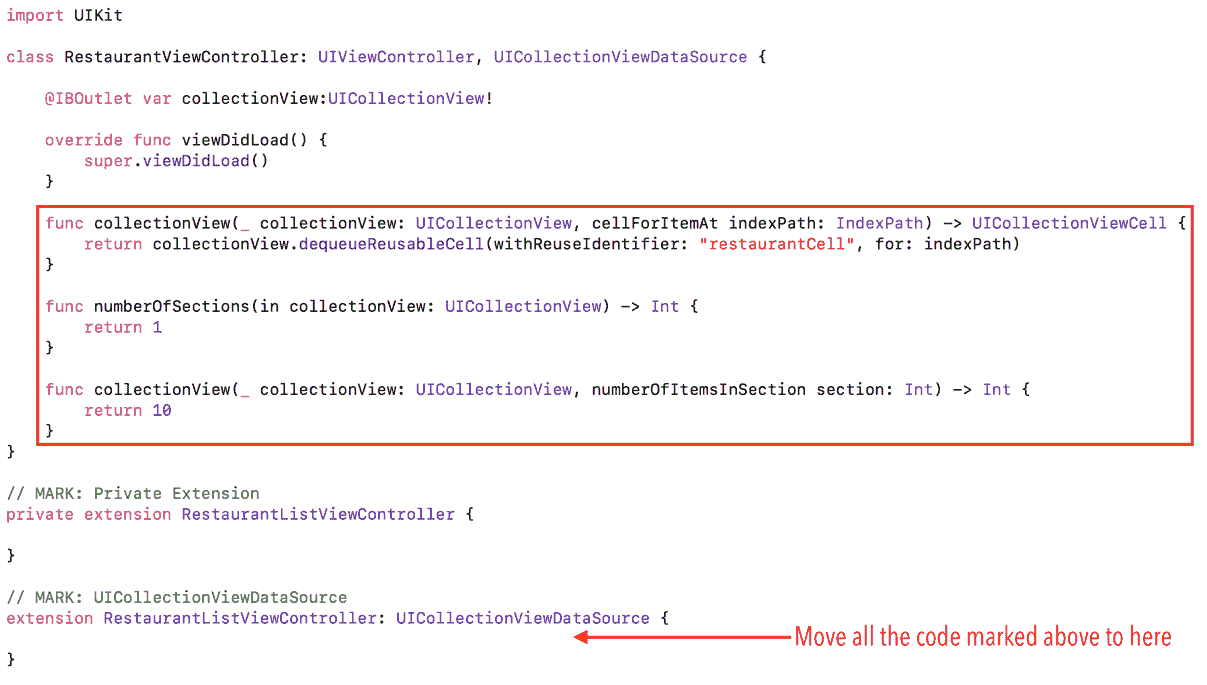 import UIKit
class RestaurantViewController: UIViewController, UICollectionViewDataSource {
@IBOutlet var collectionView:UICollectionView!
override func viewDidLoad() {
super.viewDidLoad()
}
func collectionView(_ collectionView: UICollectionView, cellForItemAt indexPath: IndexPath) -> UICollectionViewCell {
return collectionView.dequeueReusableCell(withReuseIdentifier: "restaurantCell", for: indexPath)
}
func numberOfSections(in collectionView: UICollectionView) -> Int {
return 1
}
func collectionView(_ collectionView: UICollectionView, numberOfItemsInSection section: Int) -> Int {
return 10
}
}
// MARK: Private Extension
private extension RestaurantListViewController {
}
// MARK: UICollectionViewDataSource
extension RestaurantListViewController: UICollectionViewDataSource {
Move all the code marked above to here
}